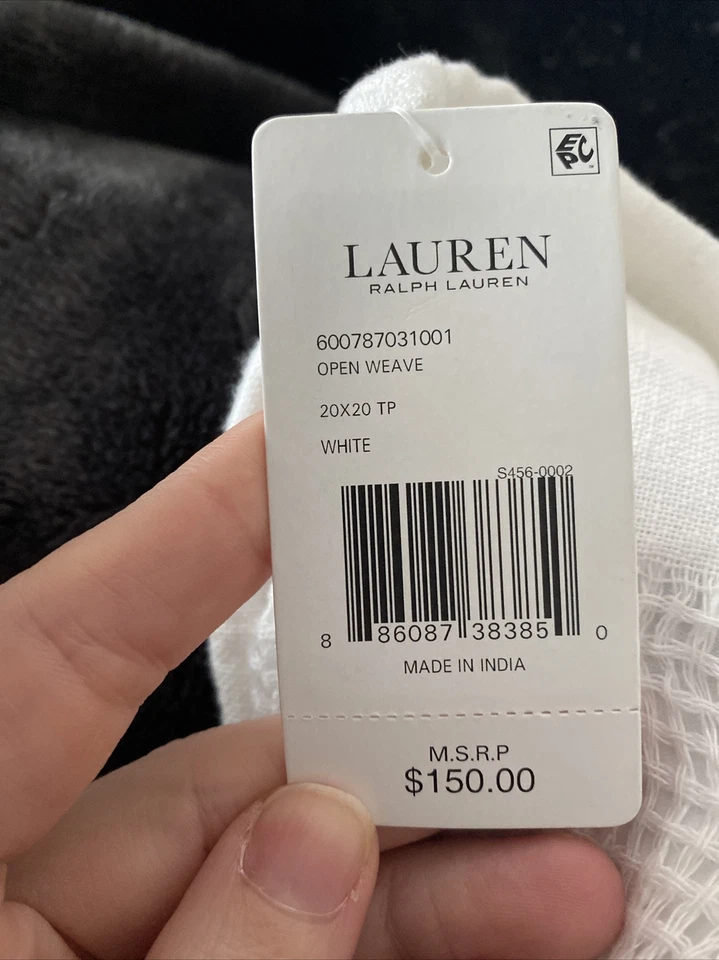 EPC
LAUREN
RALPH LAUREN
600787031001
OPEN WEAVE
20X20 TP
WHITE
S456-0002
8 86087 38385 0
MADE IN INDIA
M.S.R.P
$150.00